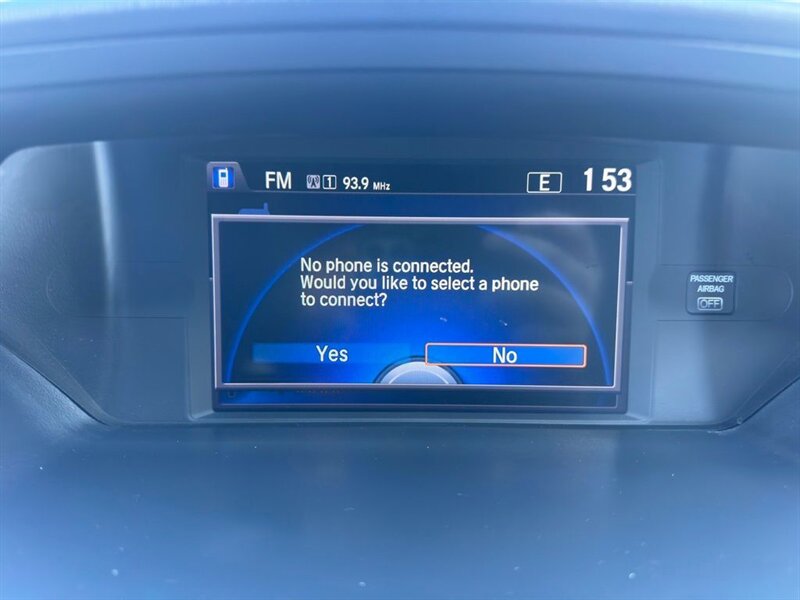 FM 1 93.9 MHz E 1 53
No phone is connected.
Would you like to select a phone
to connect?
Yes No
PASSENGER
AIRBAG
OFF